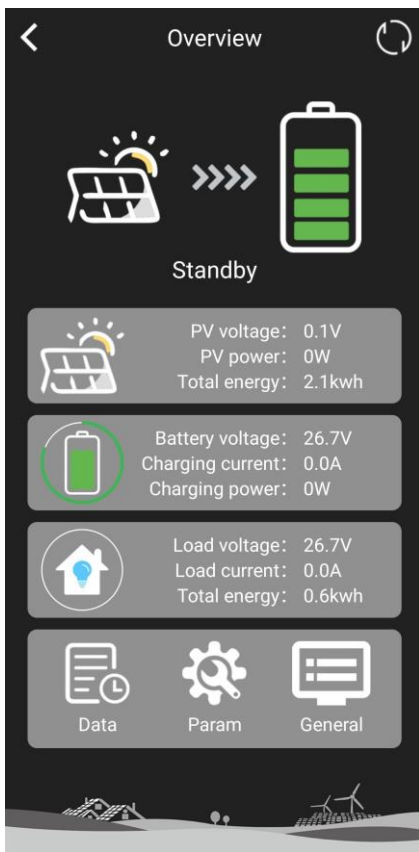 Overview
Standby
PV voltage: 0.1V
PV power: 0W
Total energy: 2.1kwh
Battery voltage: 26.7V
Charging current: 0.0A
Charging power: 0W
Load voltage: 26.7V
Load current: 0.0A
Total energy: 0.6kwh
Data Param General